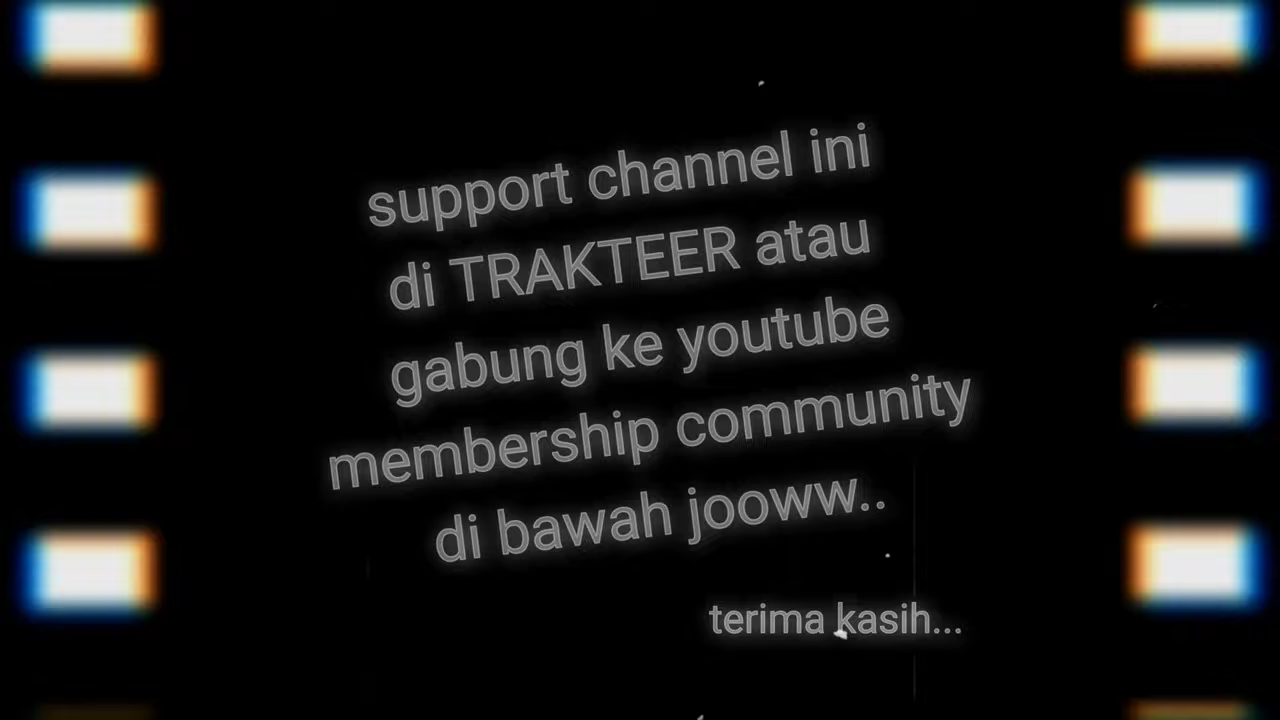 support channel ini
di TRAKTEER atau
gabung ke youtube
membership community
di bawah jooww..
terima kasih...